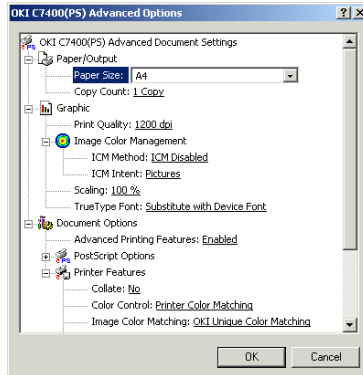 OKI C7400(PS) Advanced Options
OKI C7400(PS) Advanced Document Settings
Paper/Output
Paper Size: A4
Copy Count: 1 Copy
Graphic
Print Quality: 1200 dpi
Image Color Management
ICM Method: ICM Disabled
ICM Intent: Pictures
Scaling: 100 %
TrueType Font: Substitute with Device Font
Document Options
Advanced Printing Features: Enabled
PostScript Options
Printer Features
Collate: No
Color Control: Printer Color Matching
Image Color Matching: OKI Unique Color Matching
OK Cancel